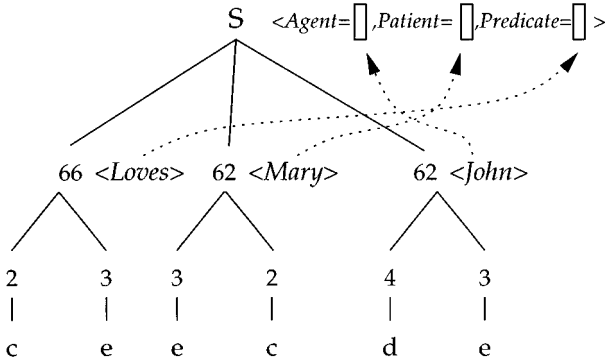 S <Agent=[] ,Patient=[] ,Predicate=[] >
66 <Loves> 62 <Mary> 62 <John>
2 3 3 2 4 3
c e e c d e